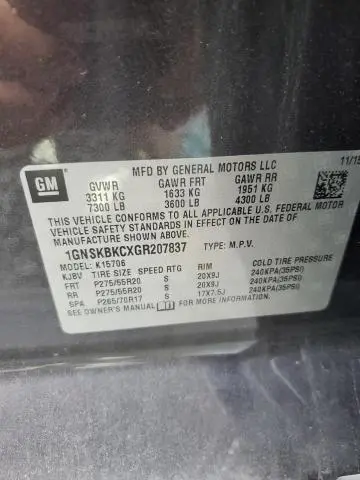 MFD BY GENERAL MOTORS LLC 11/15
GM
GVWR GAWR FRT GAWR RR
3311 KG 1633 KG 1951 KG
7300 LB 3600 LB 4300 LB
THIS VEHICLE CONFORMS TO ALL APPLICABLE U.S. FEDERAL MOTOR
VEHICLE SAFETY STANDARDS IN EFFECT ON THE DATE OF
MANUFACTURE SHOWN ABOVE.
1GNSKBKCXGR207837 TYPE: M.P.V.
MODEL: K15706
KJBV TIRE SIZE SPEED RTG RIM COLD TIRE PRESSURE
FRT P275/55R20 S 20X9J 240KPA(35PSI)
RR P275/55R20 S 20X9J 240KPA(35PSI)
SP P265/70R17 S 17X7.5J 240KPA(35PSI)
SEE OWNER'S MANUAL FOR MORE INFORMATION